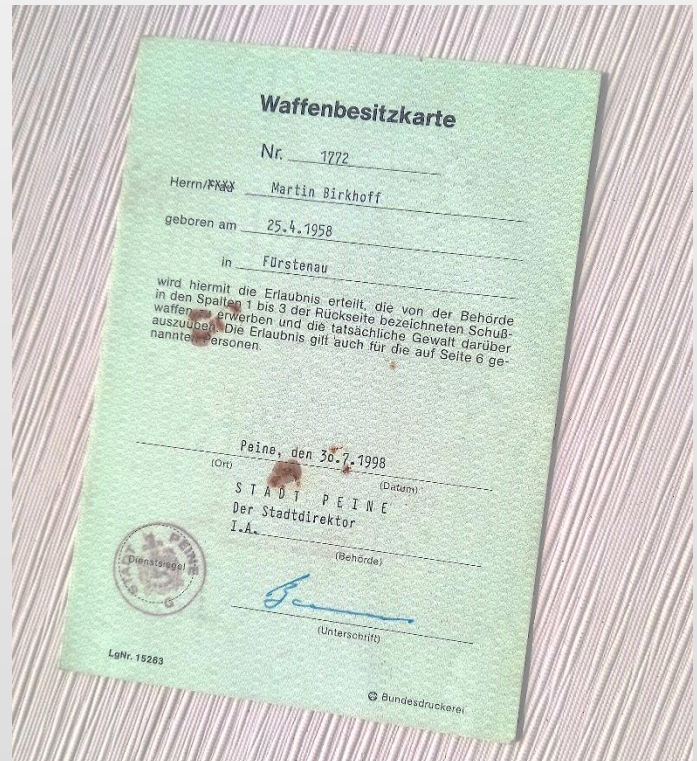 Waffenbesitzkarte
Nr. 1772
Herrn/Frau Martin Birkhoff
geboren am 25.4.1958
in Fürstenau
wird hiermit die Erlaubnis erteilt, die von der Behörde
in den Spalten 1 bis 3 der Rückseite bezeichneten Schuß-
waffen zu erwerben und die tatsächliche Gewalt darüber
auszuüben. Die Erlaubnis gilt auch für die auf Seite 6 ge-
nannten Personen.
Peine, den 30.7.1998
(Ort) (Datum)
STADT PEINE
Der Stadtdirektor
I.A.
(Behörde)
STADT PEINE
Dienstsiegel
G
(Unterschrift)
LgNr. 15263
Bundesdruckerei